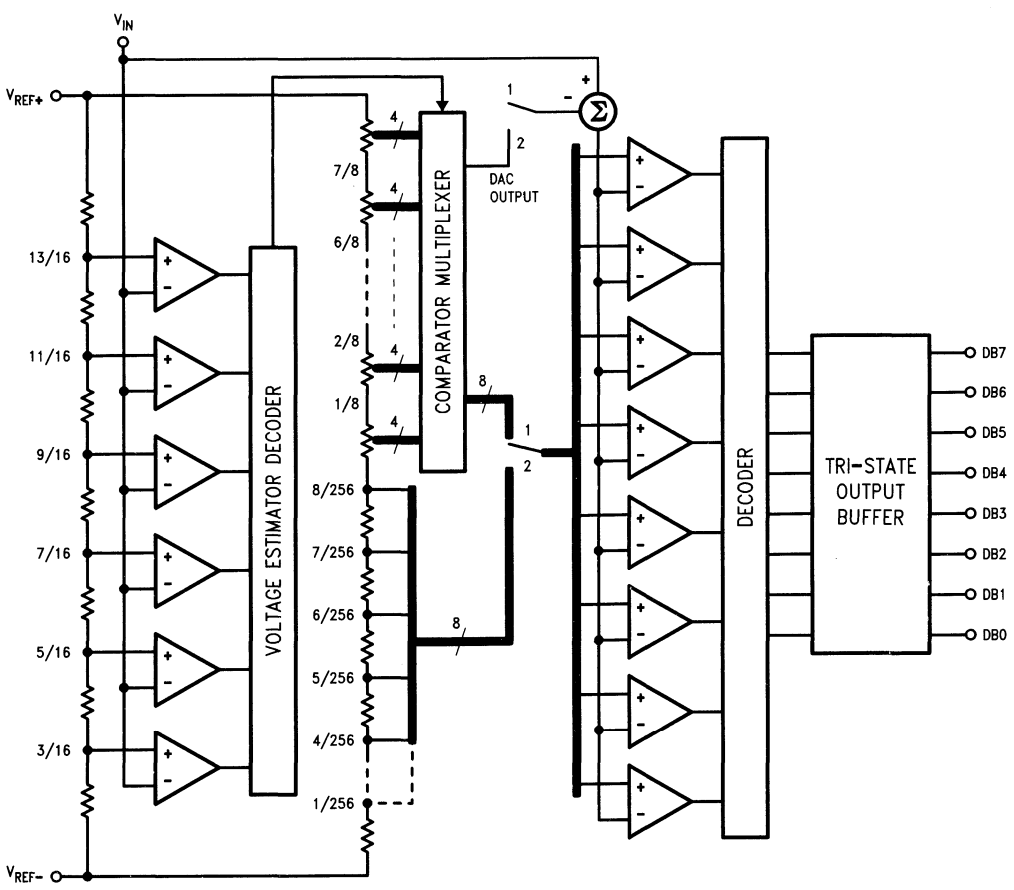 V_IN
V_REF+
13/16
11/16
9/16
7/16
5/16
3/16
V_REF-
+
-
+
-
+
-
+
-
+
-
+
-
VOLTAGE ESTIMATOR DECODER
4
7/8
4
6/8
2/8
4
1/8
4
8/256
7/256
6/256
5/256
4/256
1/256
COMPARATOR MULTIPLEXER
1
2
DAC
OUTPUT
8
1
2
8
+
-
Σ
+
-
+
-
+
-
+
-
+
-
+
-
+
-
+
-
DECODER
TRI-STATE
OUTPUT
BUFFER
DB7
DB6
DB5
DB4
DB3
DB2
DB1
DB0